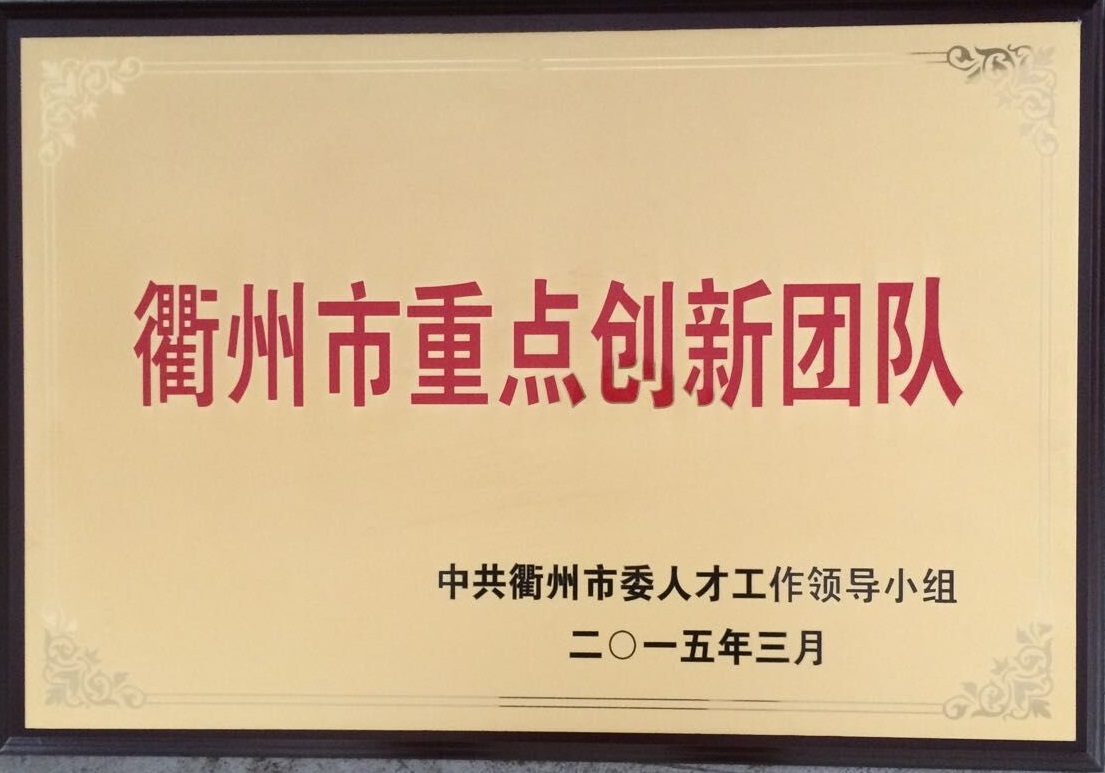 衢州市重点创新团队
中共衢州市委人才工作领导小组
二〇一五年三月